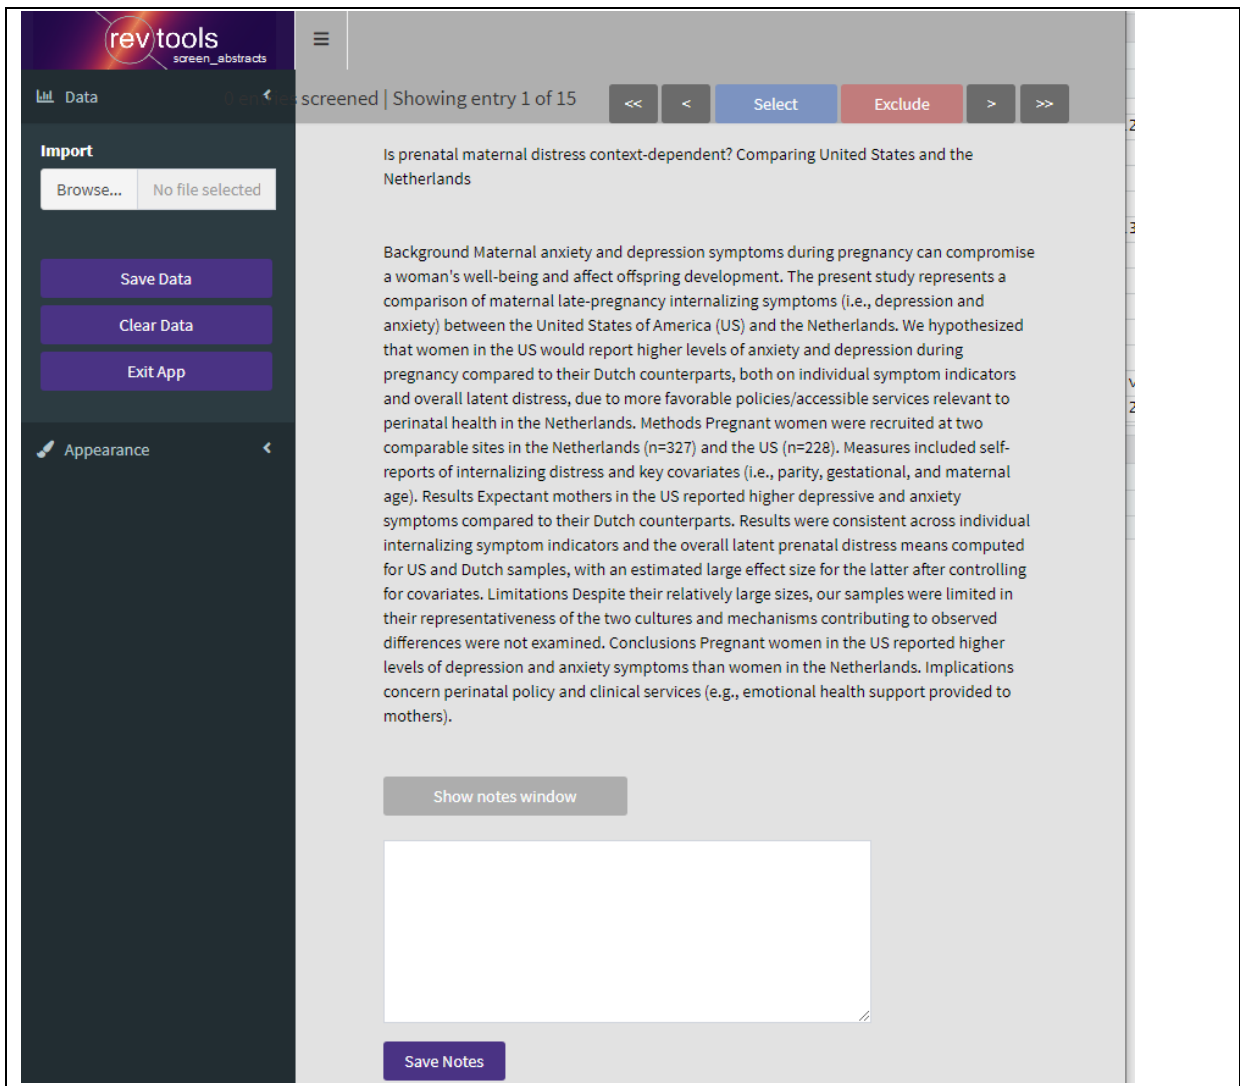 rev tools
screen_abstracts
Data
0 entries screened | Showing entry 1 of 15
<<
<
Select
Exclude
>
>>
Import
Browse...
No file selected
Save Data
Clear Data
Exit App
Appearance
Is prenatal maternal distress context-dependent? Comparing United States and the
Netherlands
Background Maternal anxiety and depression symptoms during pregnancy can compromise
a woman's well-being and affect offspring development. The present study represents a
comparison of maternal late-pregnancy internalizing symptoms (i.e., depression and
anxiety) between the United States of America (US) and the Netherlands. We hypothesized
that women in the US would report higher levels of anxiety and depression during
pregnancy compared to their Dutch counterparts, both on individual symptom indicators
and overall latent distress, due to more favorable policies/accessible services relevant to
perinatal health in the Netherlands. Methods Pregnant women were recruited at two
comparable sites in the Netherlands (n=327) and the US (n=228). Measures included self-
reports of internalizing distress and key covariates (i.e., parity, gestational, and maternal
age). Results Expectant mothers in the US reported higher depressive and anxiety
symptoms compared to their Dutch counterparts. Results were consistent across individual
internalizing symptom indicators and the overall latent prenatal distress means computed
for US and Dutch samples, with an estimated large effect size for the latter after controlling
for covariates. Limitations Despite their relatively large sizes, our samples were limited in
their representativeness of the two cultures and mechanisms contributing to observed
differences were not examined. Conclusions Pregnant women in the US reported higher
levels of depression and anxiety symptoms than women in the Netherlands. Implications
concern perinatal policy and clinical services (e.g., emotional health support provided to
mothers).
Show notes window
Save Notes